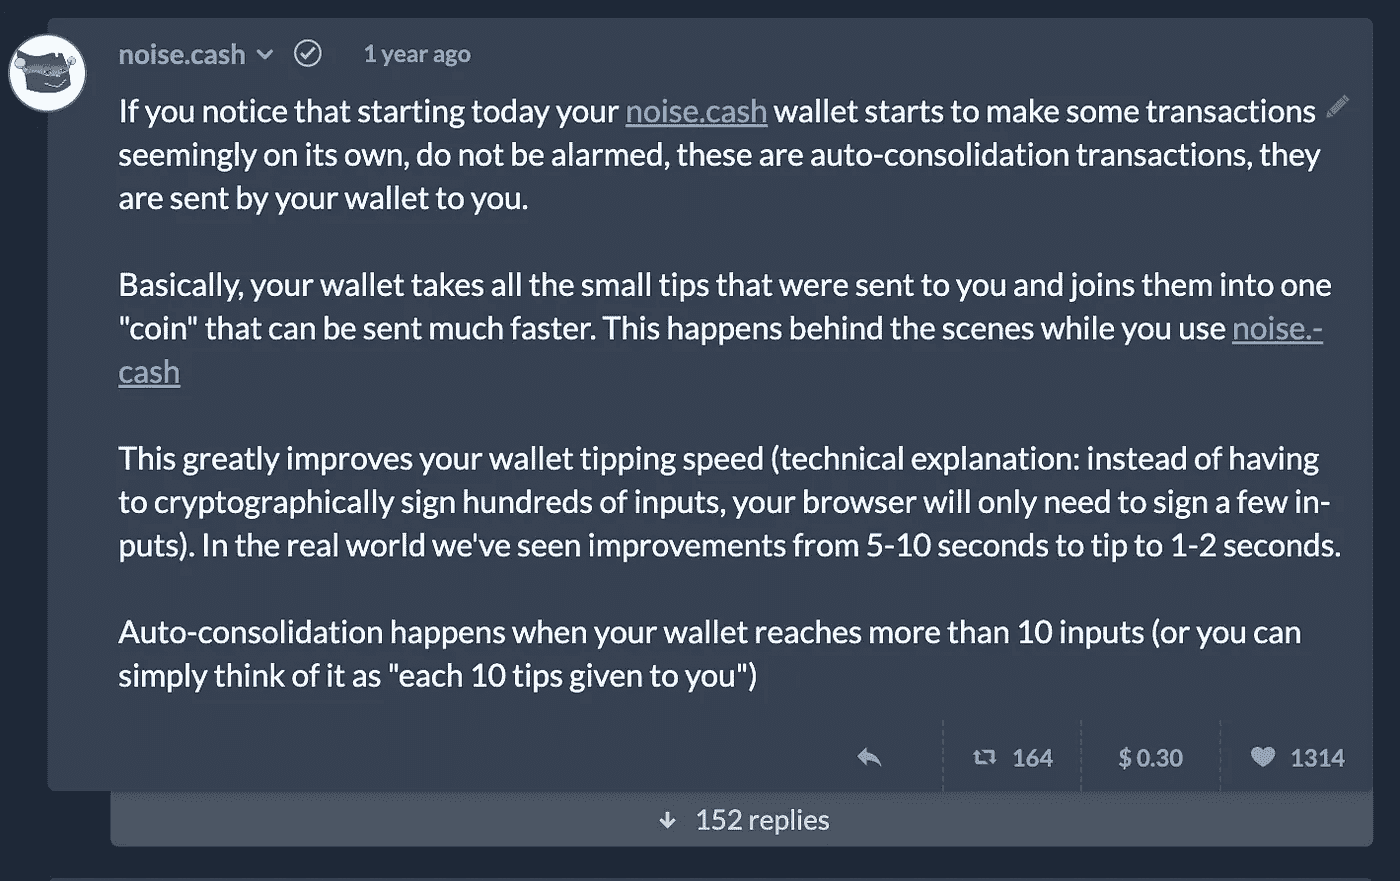 noise.cash 1 year ago
If you notice that starting today your noise.cash wallet starts to make some transactions
seemingly on its own, do not be alarmed, these are auto-consolidation transactions, they
are sent by your wallet to you.
Basically, your wallet takes all the small tips that were sent to you and joins them into one
"coin" that can be sent much faster. This happens behind the scenes while you use noise.-
cash
This greatly improves your wallet tipping speed (technical explanation: instead of having
to cryptographically sign hundreds of inputs, your browser will only need to sign a few in-
puts). In the real world we've seen improvements from 5-10 seconds to tip to 1-2 seconds.
Auto-consolidation happens when your wallet reaches more than 10 inputs (or you can
simply think of it as "each 10 tips given to you")
164 $ 0.30 1314
152 replies